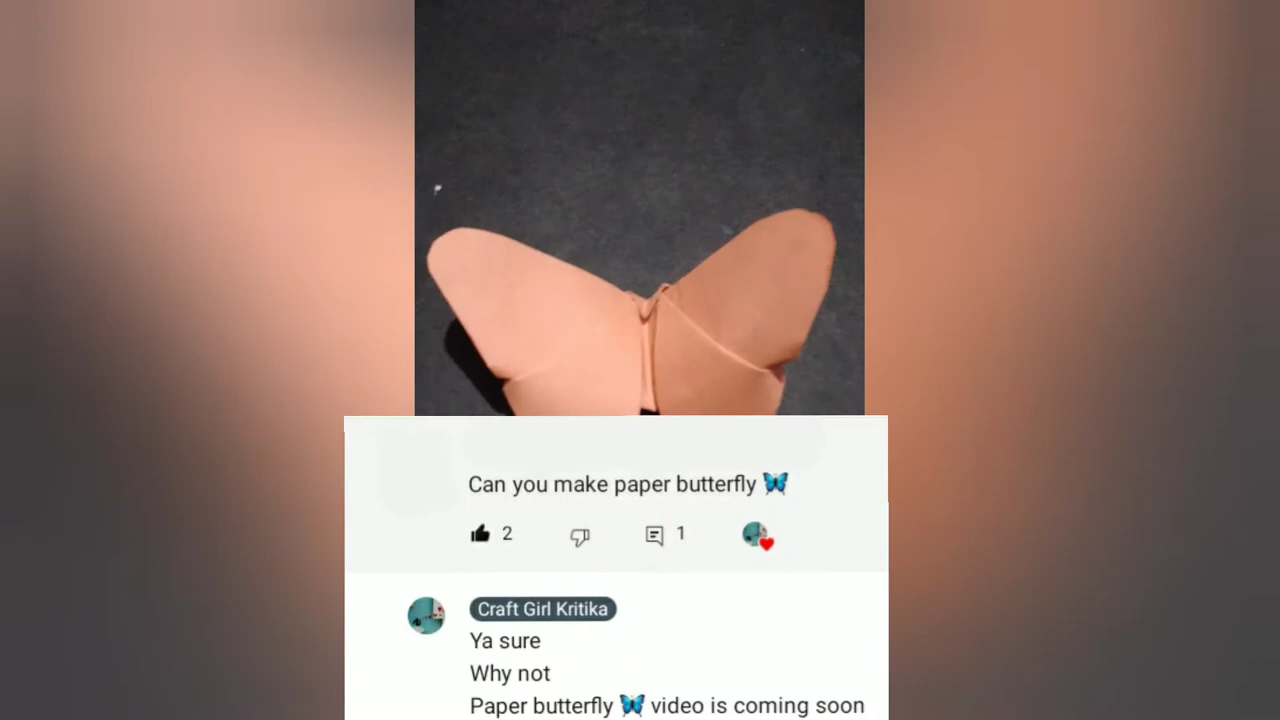 Can you make paper butterfly 🦋
2
1
Craft Girl Kritika
Ya sure
Why not
Paper butterfly 🦋 video is coming soon